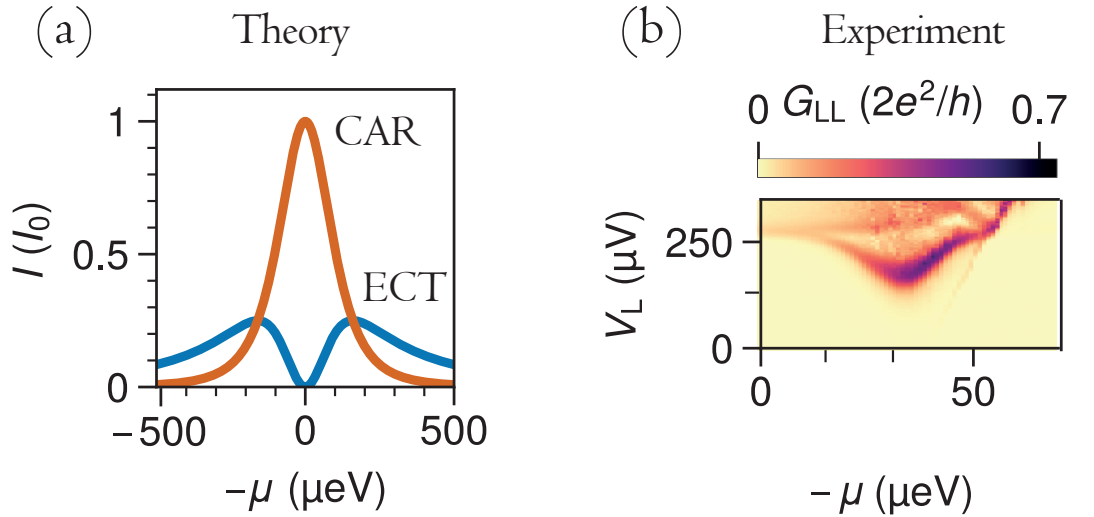 (a) Theory
1
0.5
0
I (I₀)
CAR
ECT
−500 0 500
−μ (μeV)
(b) Experiment
0 G_LL (2e²/h) 0.7
250
0
V_L (μV)
0 50
−μ (μeV)